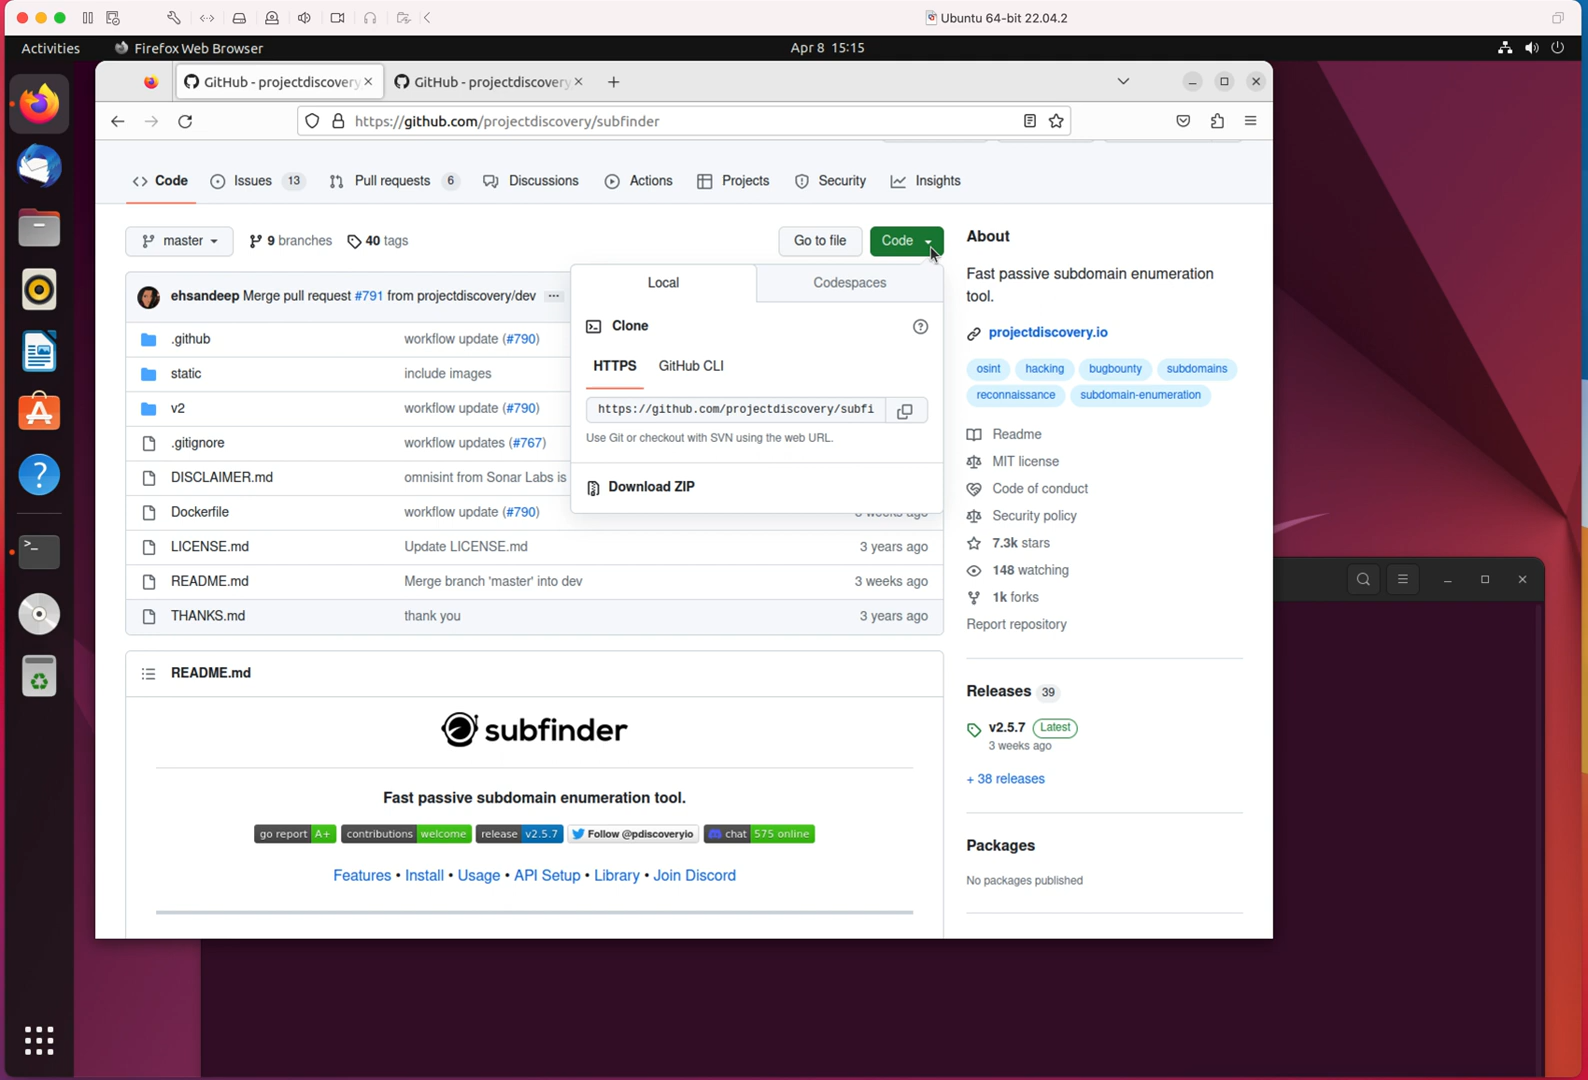 Ubuntu 64-bit 22.04.2
Activities
Firefox Web Browser
Apr 8 15:15
GitHub - projectdiscovery
GitHub - projectdiscovery
https://github.com/projectdiscovery/subfinder
Code
Issues 13
Pull requests 6
Discussions
Actions
Projects
Security
Insights
master
9 branches
40 tags
Go to file
Code
ehsandeep Merge pull request #791 from projectdiscovery/dev
.github workflow update (#790)
static include images
v2 workflow update (#790)
.gitignore workflow updates (#767)
DISCLAIMER.md omnisint from Sonar Labs is
Dockerfile workflow update (#790) 3 weeks ago
LICENSE.md Update LICENSE.md 3 years ago
README.md Merge branch 'master' into dev 3 weeks ago
THANKS.md thank you 3 years ago
Local
Codespaces
Clone
HTTPS
GitHub CLI
https://github.com/projectdiscovery/subfi
Use Git or checkout with SVN using the web URL.
Download ZIP
README.md
subfinder
Fast passive subdomain enumeration tool.
go report A+ contributions welcome release v2.5.7 Follow @pdiscoveryio chat 575 online
Features • Install • Usage • API Setup • Library • Join Discord
About
Fast passive subdomain enumeration
tool.
projectdiscovery.io
osint hacking bugbounty subdomains
reconnaissance subdomain-enumeration
Readme
MIT license
Code of conduct
Security policy
7.3k stars
148 watching
1k forks
Report repository
Releases 39
v2.5.7 Latest
3 weeks ago
+ 38 releases
Packages
No packages published